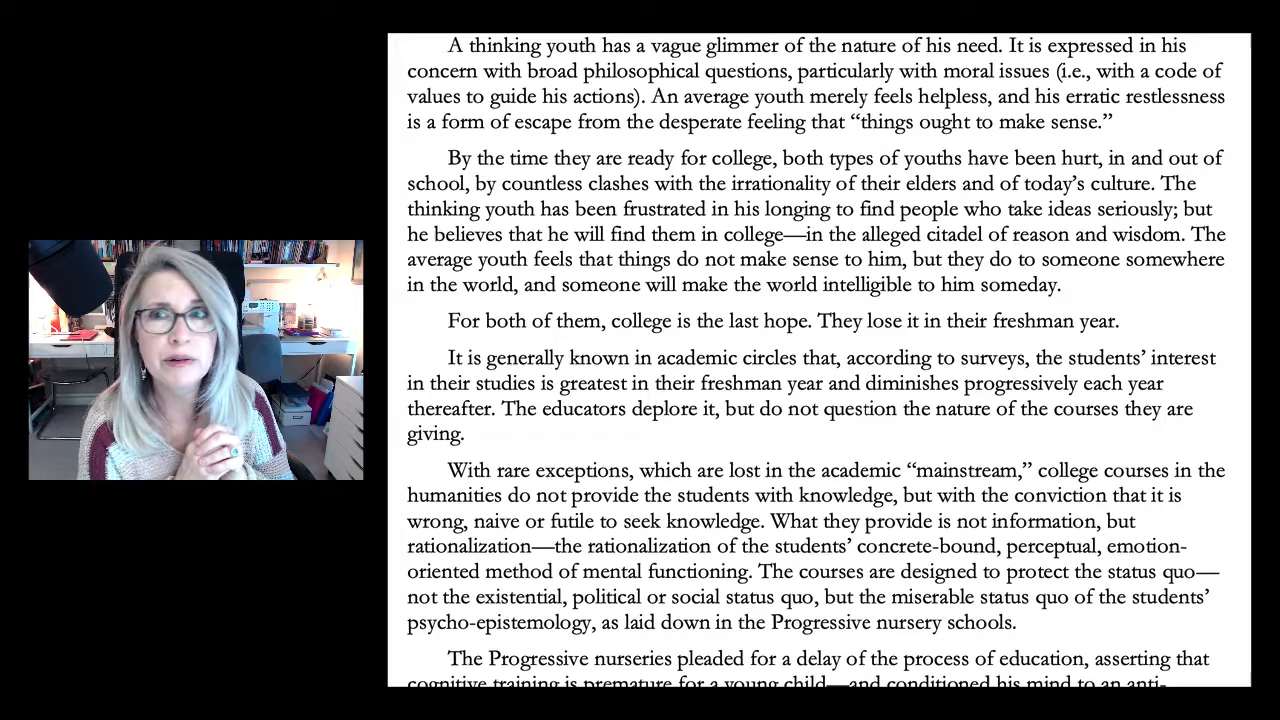 A thinking youth has a vague glimmer of the nature of his need. It is expressed in his
concern with broad philosophical questions, particularly with moral issues (i.e., with a code of
values to guide his actions). An average youth merely feels helpless, and his erratic restlessness
is a form of escape from the desperate feeling that “things ought to make sense.”
By the time they are ready for college, both types of youths have been hurt, in and out of
school, by countless clashes with the irrationality of their elders and of today’s culture. The
thinking youth has been frustrated in his longing to find people who take ideas seriously; but
he believes that he will find them in college—in the alleged citadel of reason and wisdom. The
average youth feels that things do not make sense to him, but they do to someone somewhere
in the world, and someone will make the world intelligible to him someday.
For both of them, college is the last hope. They lose it in their freshman year.
It is generally known in academic circles that, according to surveys, the students’ interest
in their studies is greatest in their freshman year and diminishes progressively each year
thereafter. The educators deplore it, but do not question the nature of the courses they are
giving.
With rare exceptions, which are lost in the academic “mainstream,” college courses in the
humanities do not provide the students with knowledge, but with the conviction that it is
wrong, naive or futile to seek knowledge. What they provide is not information, but
rationalization—the rationalization of the students’ concrete-bound, perceptual, emotion-
oriented method of mental functioning. The courses are designed to protect the status quo—
not the existential, political or social status quo, but the miserable status quo of the students’
psycho-epistemology, as laid down in the Progressive nursery schools.
The Progressive nurseries pleaded for a delay of the process of education, asserting that
cognitive training is premature for a young child—and conditioned his mind to an anti-